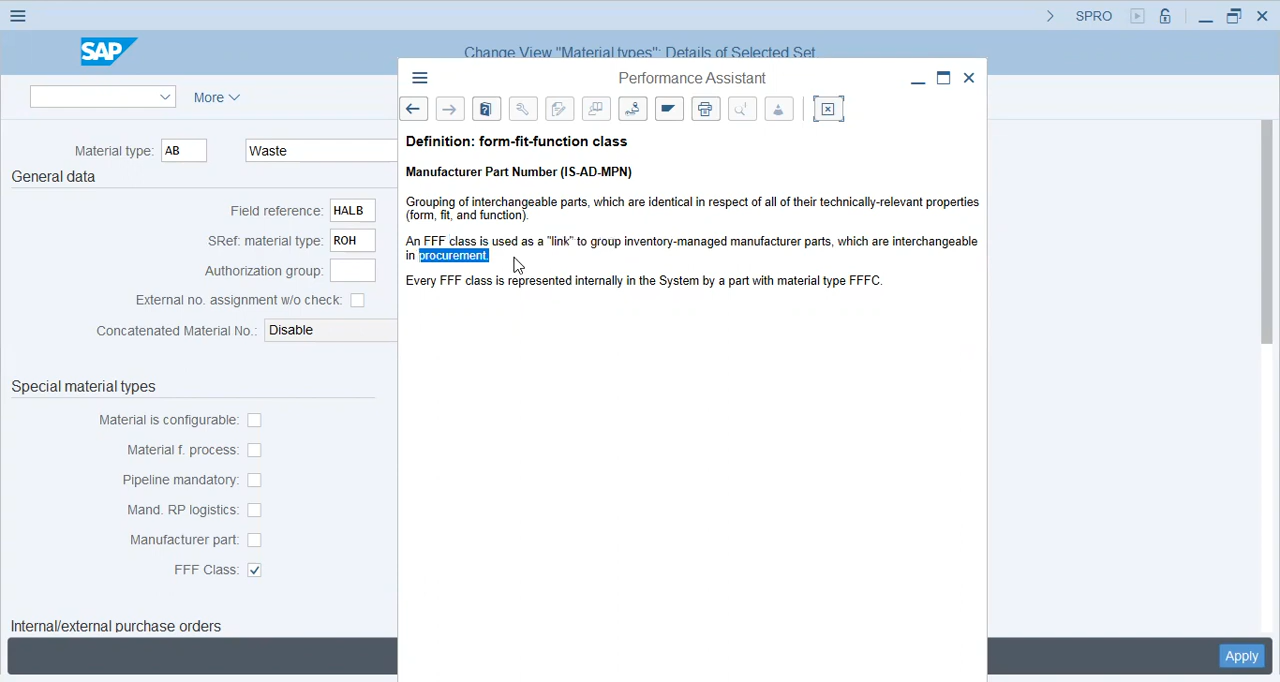 SPRO
SAP
Change View "Material types": Details of Selected Set
More
Performance Assistant
Material type: AB Waste
General data
Field reference: HALB
SRef: material type: ROH
Authorization group:
External no. assignment w/o check:
Concatenated Material No.: Disable
Special material types
Material is configurable:
Material f. process:
Pipeline mandatory:
Mand. RP logistics:
Manufacturer part:
FFF Class:
Internal/external purchase orders
Definition: form-fit-function class
Manufacturer Part Number (IS-AD-MPN)
Grouping of interchangeable parts, which are identical in respect of all of their technically-relevant properties
(form, fit, and function).
An FFF class is used as a "link" to group inventory-managed manufacturer parts, which are interchangeable
in procurement.
Every FFF class is represented internally in the System by a part with material type FFFC.
Apply